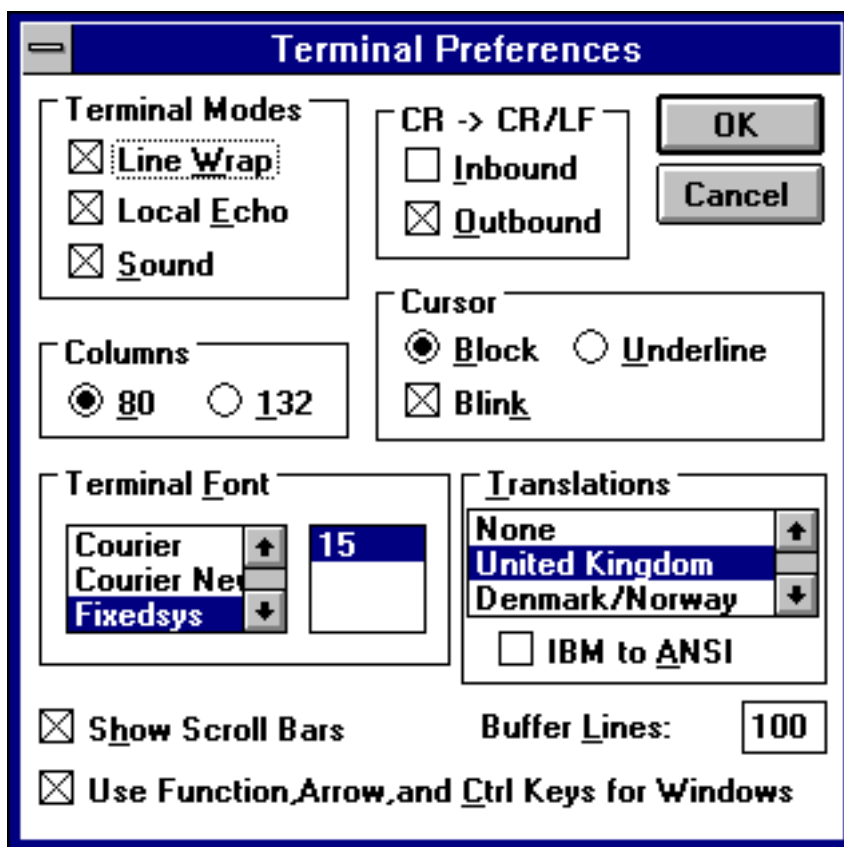 Terminal Preferences
Terminal Modes
Line Wrap
Local Echo
Sound
CR -> CR/LF
Inbound
Outbound
OK
Cancel
Columns
80 132
Cursor
Block Underline
Blink
Terminal Font
Courier
Courier Ne
Fixedsys
15
Translations
None
United Kingdom
Denmark/Norway
IBM to ANSI
Show Scroll Bars
Buffer Lines: 100
Use Function,Arrow,and Ctrl Keys for Windows